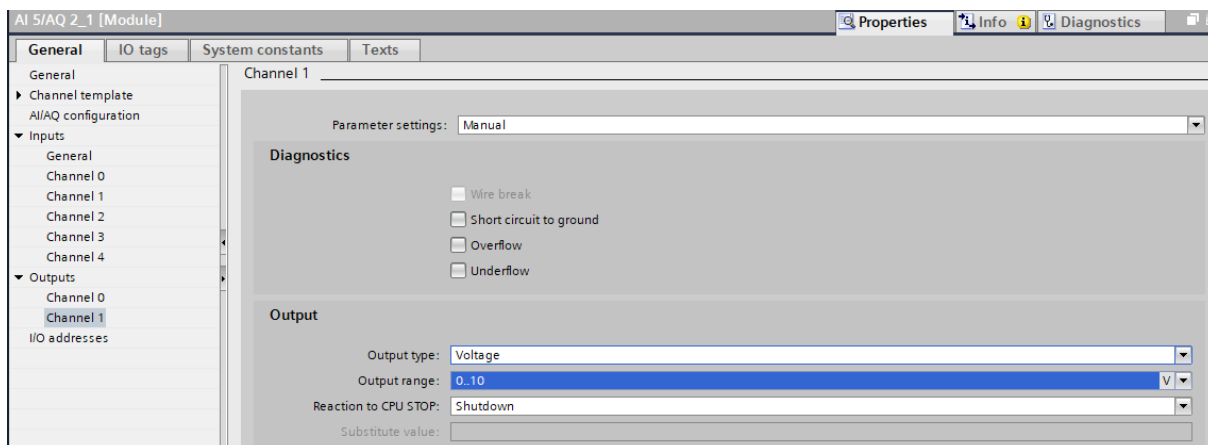 AI 5/AQ 2_1 [Module]
Properties
Info
Diagnostics
General
IO tags
System constants
Texts
General
Channel template
AI/AQ configuration
Inputs
General
Channel 0
Channel 1
Channel 2
Channel 3
Channel 4
Outputs
Channel 0
Channel 1
I/O addresses
Channel 1
Parameter settings: Manual
Diagnostics
Wire break
Short circuit to ground
Overflow
Underflow
Output
Output type: Voltage
Output range: 0..10 V
Reaction to CPU STOP: Shutdown
Substitute value: